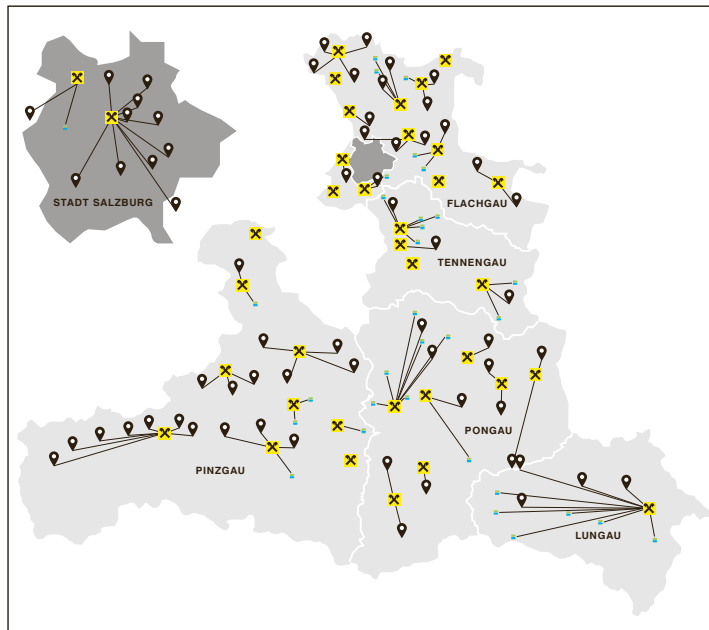 STADT SALZBURG
FLACHGAU
TENNENGAU
PONGAU
PINZGAU
LUNGAU